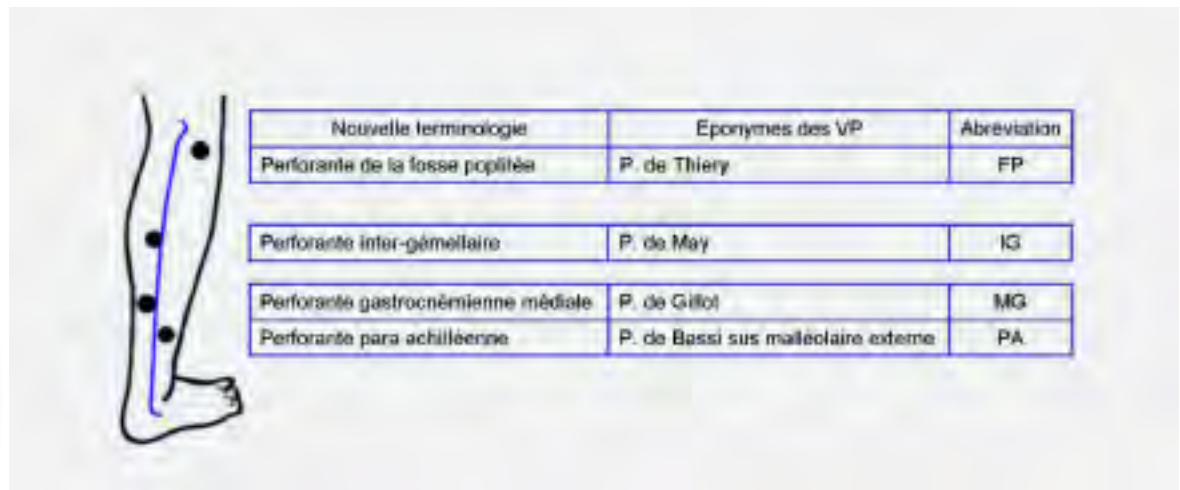 Nouvelle terminologie Eponymes des VP Abréviation
Perforante de la fosse poplitée P. de Thiery FP
Perforante inter-gémellaire P. de May IG
Perforante gastrocnémienne médiale P. de Gillot MG
Perforante para achilléenne P. de Bassi sus malléolaire externe PA